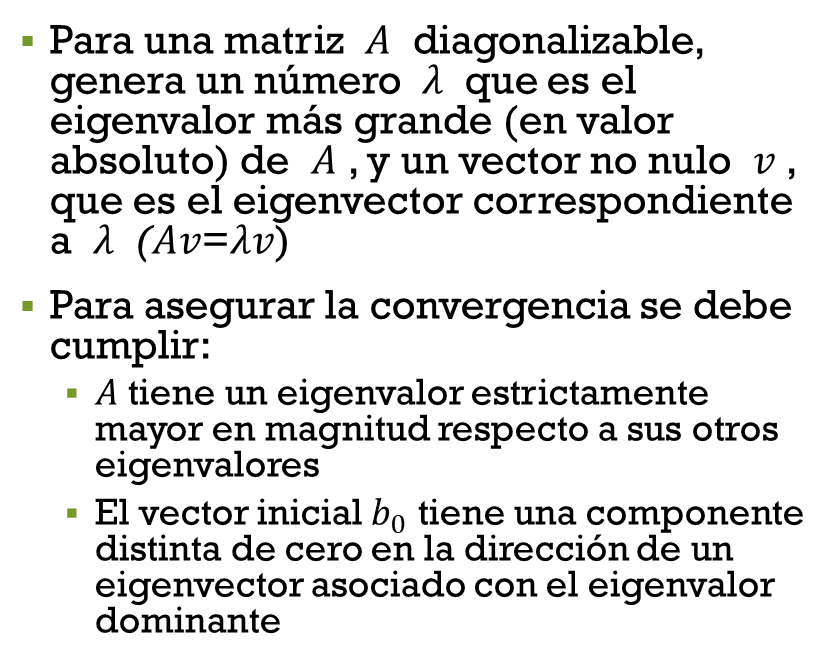 ▪ Para una matriz A diagonalizable,
genera un número λ que es el
eigenvalor más grande (en valor
absoluto) de A , y un vector no nulo v ,
que es el eigenvector correspondiente
a λ (Av=λv)
▪ Para asegurar la convergencia se debe
cumplir:
▪ A tiene un eigenvalor estrictamente
mayor en magnitud respecto a sus otros
eigenvalores
▪ El vector inicial b₀ tiene una componente
distinta de cero en la dirección de un
eigenvector asociado con el eigenvalor
dominante